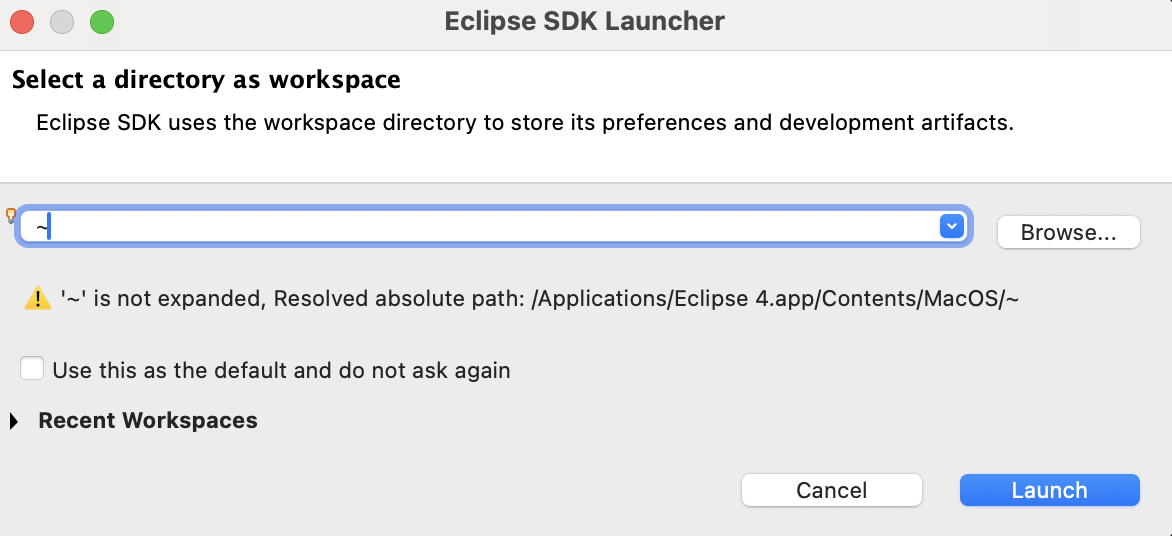 Eclipse SDK Launcher
Select a directory as workspace
Eclipse SDK uses the workspace directory to store its preferences and development artifacts.
~
Browse...
'~' is not expanded, Resolved absolute path: /Applications/Eclipse 4.app/Contents/MacOS/~
Use this as the default and do not ask again
Recent Workspaces
Cancel
Launch